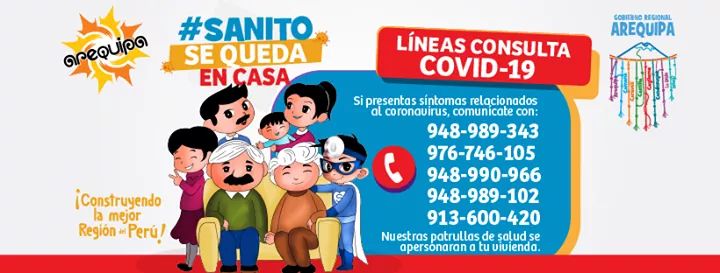 arequipa
#SANITO
SE QUEDA
EN CASA
LÍNEAS CONSULTA
COVID-19
GOBIERNO REGIONAL
AREQUIPA
Si presentas síntomas relacionados
al coronavirus, comunícate con:
948-989-343
976-746-105
948-990-966
948-989-102
913-600-420
Nuestras patrullas de salud se
apersonaran a tu vivienda.
¡Construyendo
la mejor
Región del Perú!